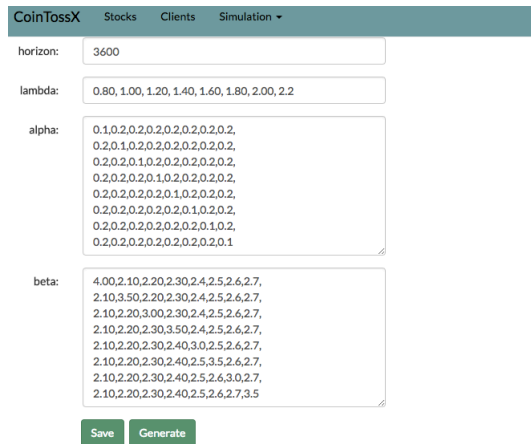 CoinTossX Stocks Clients Simulation
horizon: 3600
lambda: 0.80, 1.00, 1.20, 1.40, 1.60, 1.80, 2.00, 2.2
alpha: 0.1,0.2,0.2,0.2,0.2,0.2,0.2,0.2,
0.2,0.1,0.2,0.2,0.2,0.2,0.2,0.2,
0.2,0.2,0.1,0.2,0.2,0.2,0.2,0.2,
0.2,0.2,0.2,0.1,0.2,0.2,0.2,0.2,
0.2,0.2,0.2,0.2,0.1,0.2,0.2,0.2,
0.2,0.2,0.2,0.2,0.2,0.1,0.2,0.2,
0.2,0.2,0.2,0.2,0.2,0.2,0.1,0.2,
0.2,0.2,0.2,0.2,0.2,0.2,0.2,0.1
beta: 4.00,2.10,2.20,2.30,2.4,2.5,2.6,2.7,
2.10,3.50,2.20,2.30,2.4,2.5,2.6,2.7,
2.10,2.20,3.00,2.30,2.4,2.5,2.6,2.7,
2.10,2.20,2.30,3.50,2.4,2.5,2.6,2.7,
2.10,2.20,2.30,2.40,3.0,2.5,2.6,2.7,
2.10,2.20,2.30,2.40,2.5,3.5,2.6,2.7,
2.10,2.20,2.30,2.40,2.5,2.6,3.0,2.7,
2.10,2.20,2.30,2.40,2.5,2.6,2.7,3.5
Save Generate